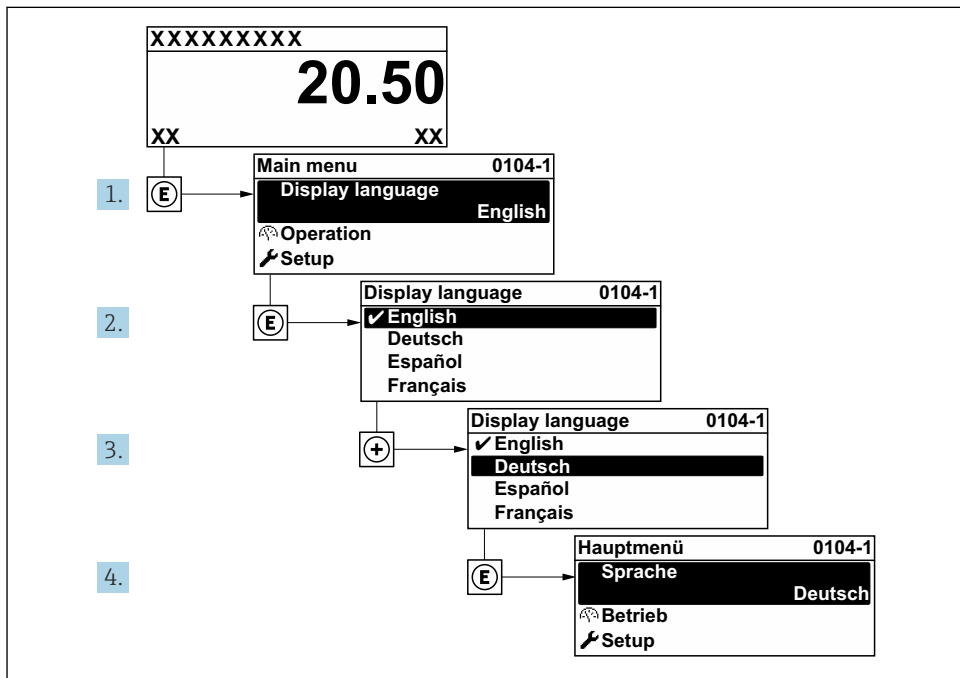 XXXXXXXXX
20.50
XX XX
1. E
Main menu 0104-1
Display language
English
Operation
Setup
2. E
Display language 0104-1
✔English
Deutsch
Español
Français
3. +
Display language 0104-1
✔English
Deutsch
Español
Français
4. E
Hauptmenü 0104-1
Sprache
Deutsch
Betrieb
Setup